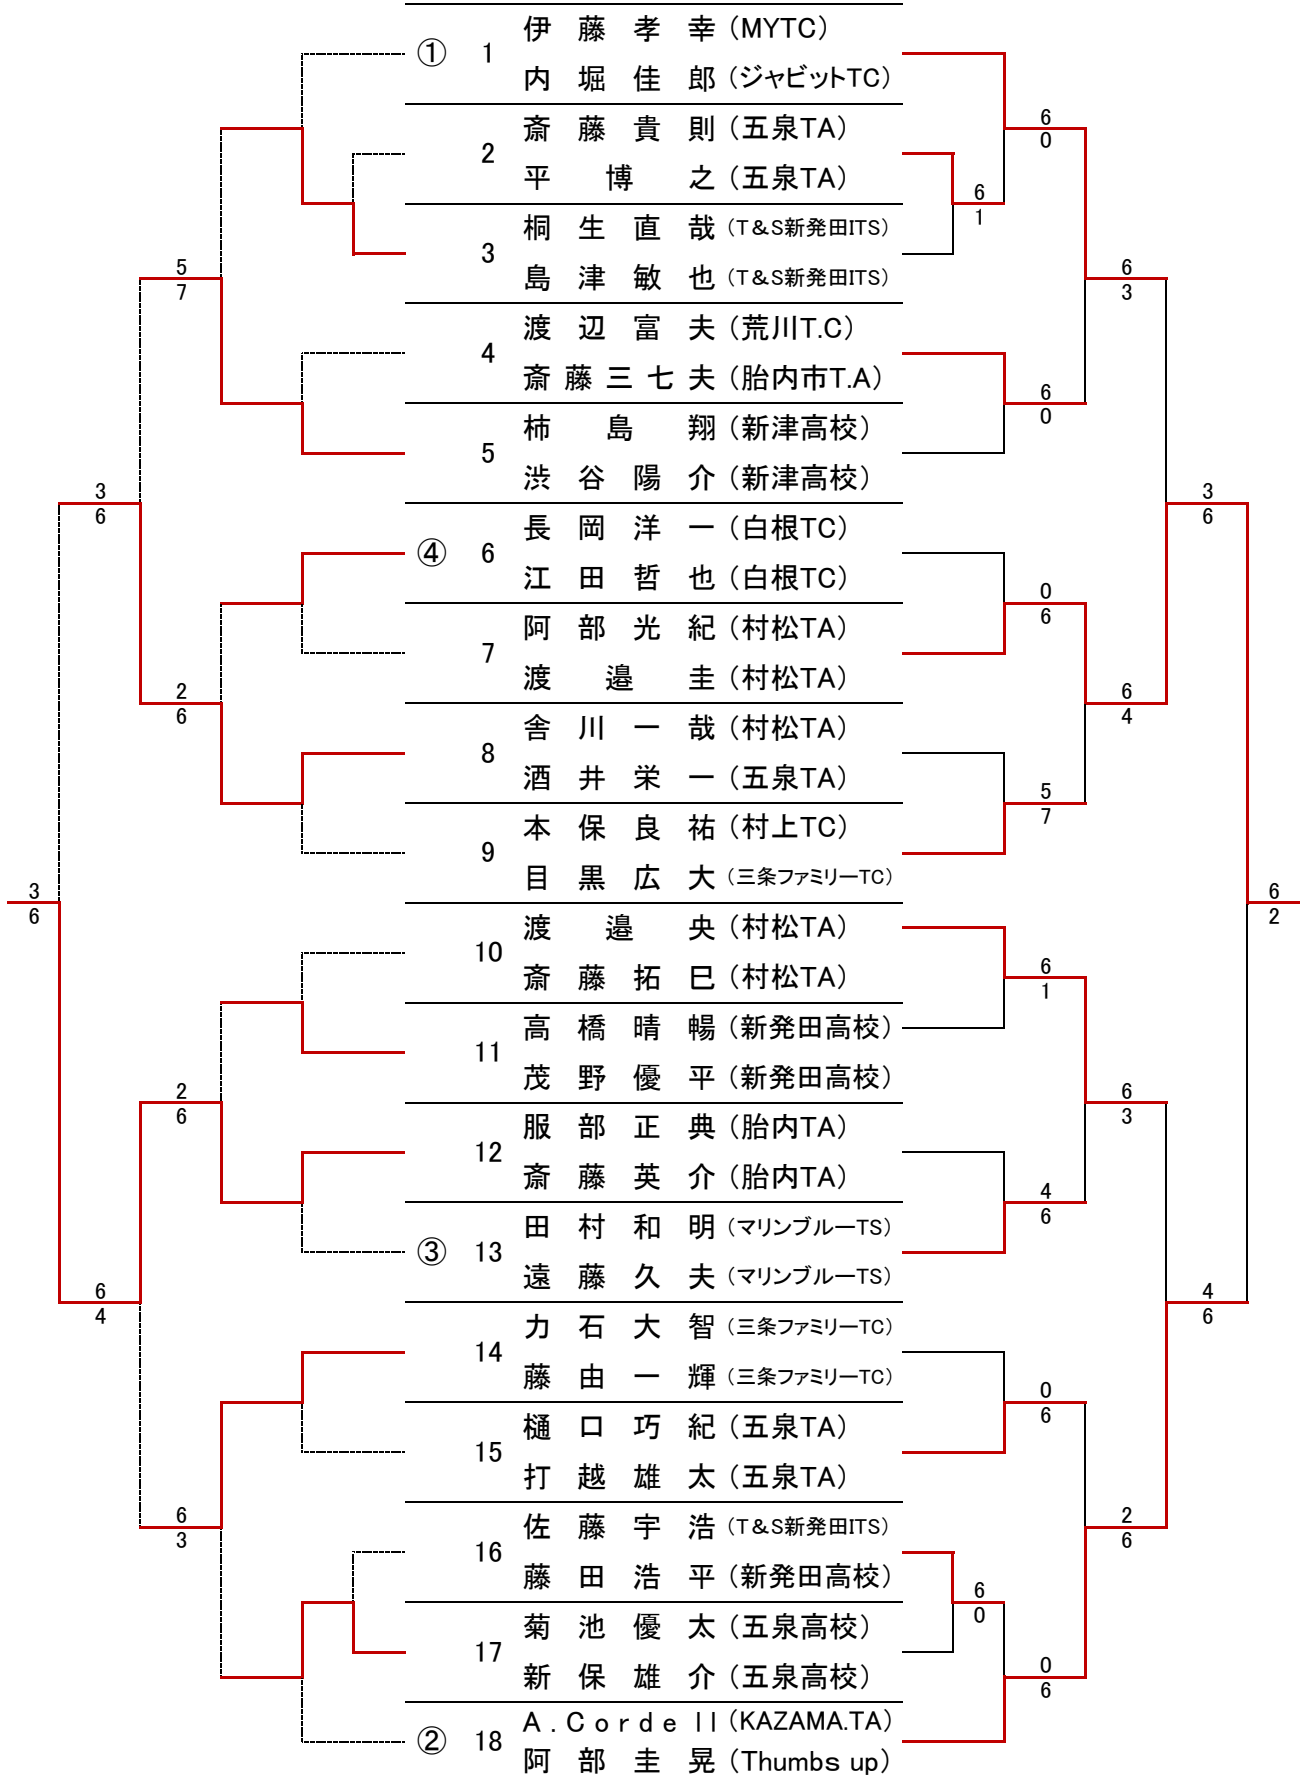 伊藤孝幸（MYTC）
① 1
内堀佳郎（ジャビットTC）
6
0
斎藤貴則（五泉TA）
2
平博之（五泉TA）
6
1
桐生直哉（T＆S新発田ITS）
3
島津敏也（T＆S新発田ITS）
5
7
6
3
渡辺富夫（荒川T.C）
4
斎藤三七夫（胎内市T.A）
6
0
柿島翔（新津高校）
5
渋谷陽介（新津高校）
3
6
3
6
長岡洋一（白根TC）
④ 6
江田哲也（白根TC）
0
6
阿部光紀（村松TA）
7
渡邉圭（村松TA）
2
6
6
4
舎川一哉（村松TA）
8
酒井栄一（五泉TA）
5
7
本保良祐（村上TC）
9
目黒広大（三条ファミリーTC）
3
6
6
2
渡邉央（村松TA）
10
斎藤拓巳（村松TA）
6
1
高橋晴暢（新発田高校）
11
茂野優平（新発田高校）
2
6
6
3
服部正典（胎内TA）
12
斎藤英介（胎内TA）
4
6
田村和明（マリンブルーTS）
③ 13
遠藤久夫（マリンブルーTS）
6
4
4
6
力石大智（三条ファミリーTC）
14
藤由一輝（三条ファミリーTC）
0
6
樋口巧紀（五泉TA）
15
打越雄太（五泉TA）
6
3
2
6
佐藤宇浩（T＆S新発田ITS）
16
藤田浩平（新発田高校）
6
0
菊池優太（五泉高校）
17
新保雄介（五泉高校）
0
6
A.Cordell（KAZAMA.TA）
② 18
阿部圭晃（Thumbs up）